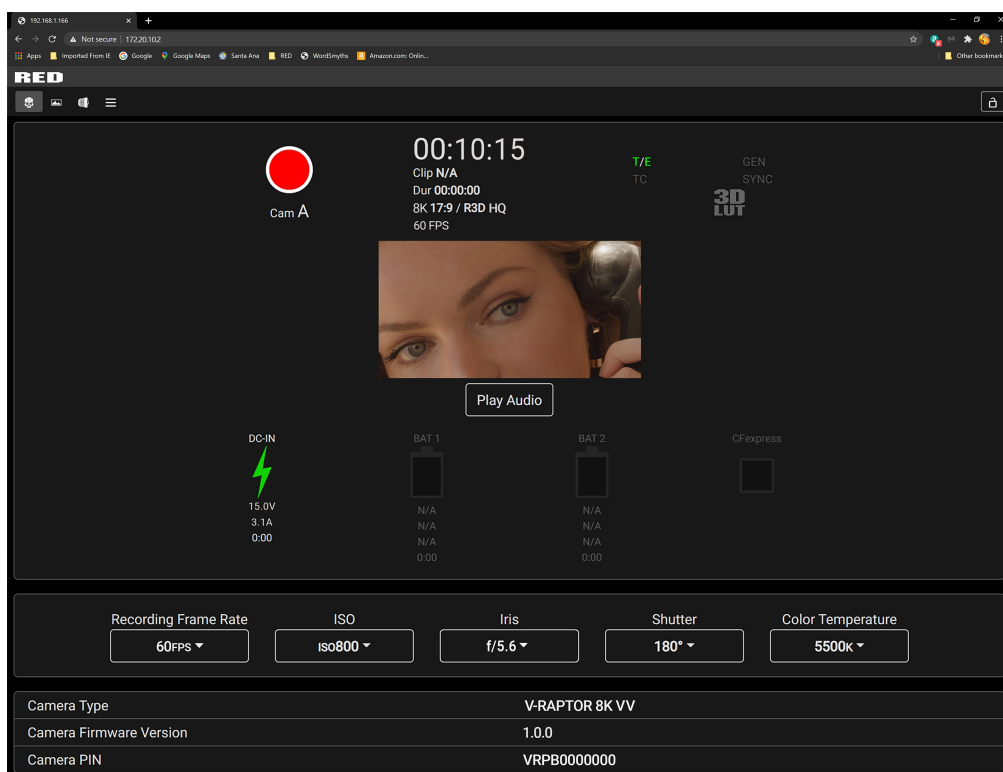 192.168.1.166
Not secure | 172.20.10.2
Apps Imported From IE Google Google Maps Santa Ana RED WordSmyths Amazon.com: Onlin... Other bookmark
RED
00:10:15
Clip N/A
Dur 00:00:00
8K 17:9 / R3D HQ
60 FPS
Cam A
T/E
TC
GEN
SYNC
3D
LUT
Play Audio
DC-IN BAT 1 BAT 2 CFexpress
15.0V
3.1A
0:00
N/A
N/A
N/A
0:00
N/A
N/A
N/A
0:00
Recording Frame Rate ISO Iris Shutter Color Temperature
60FPS ISO800 f/5.6 180° 5500K
Camera Type V-RAPTOR 8K VV
Camera Firmware Version 1.0.0
Camera PIN VRPB0000000